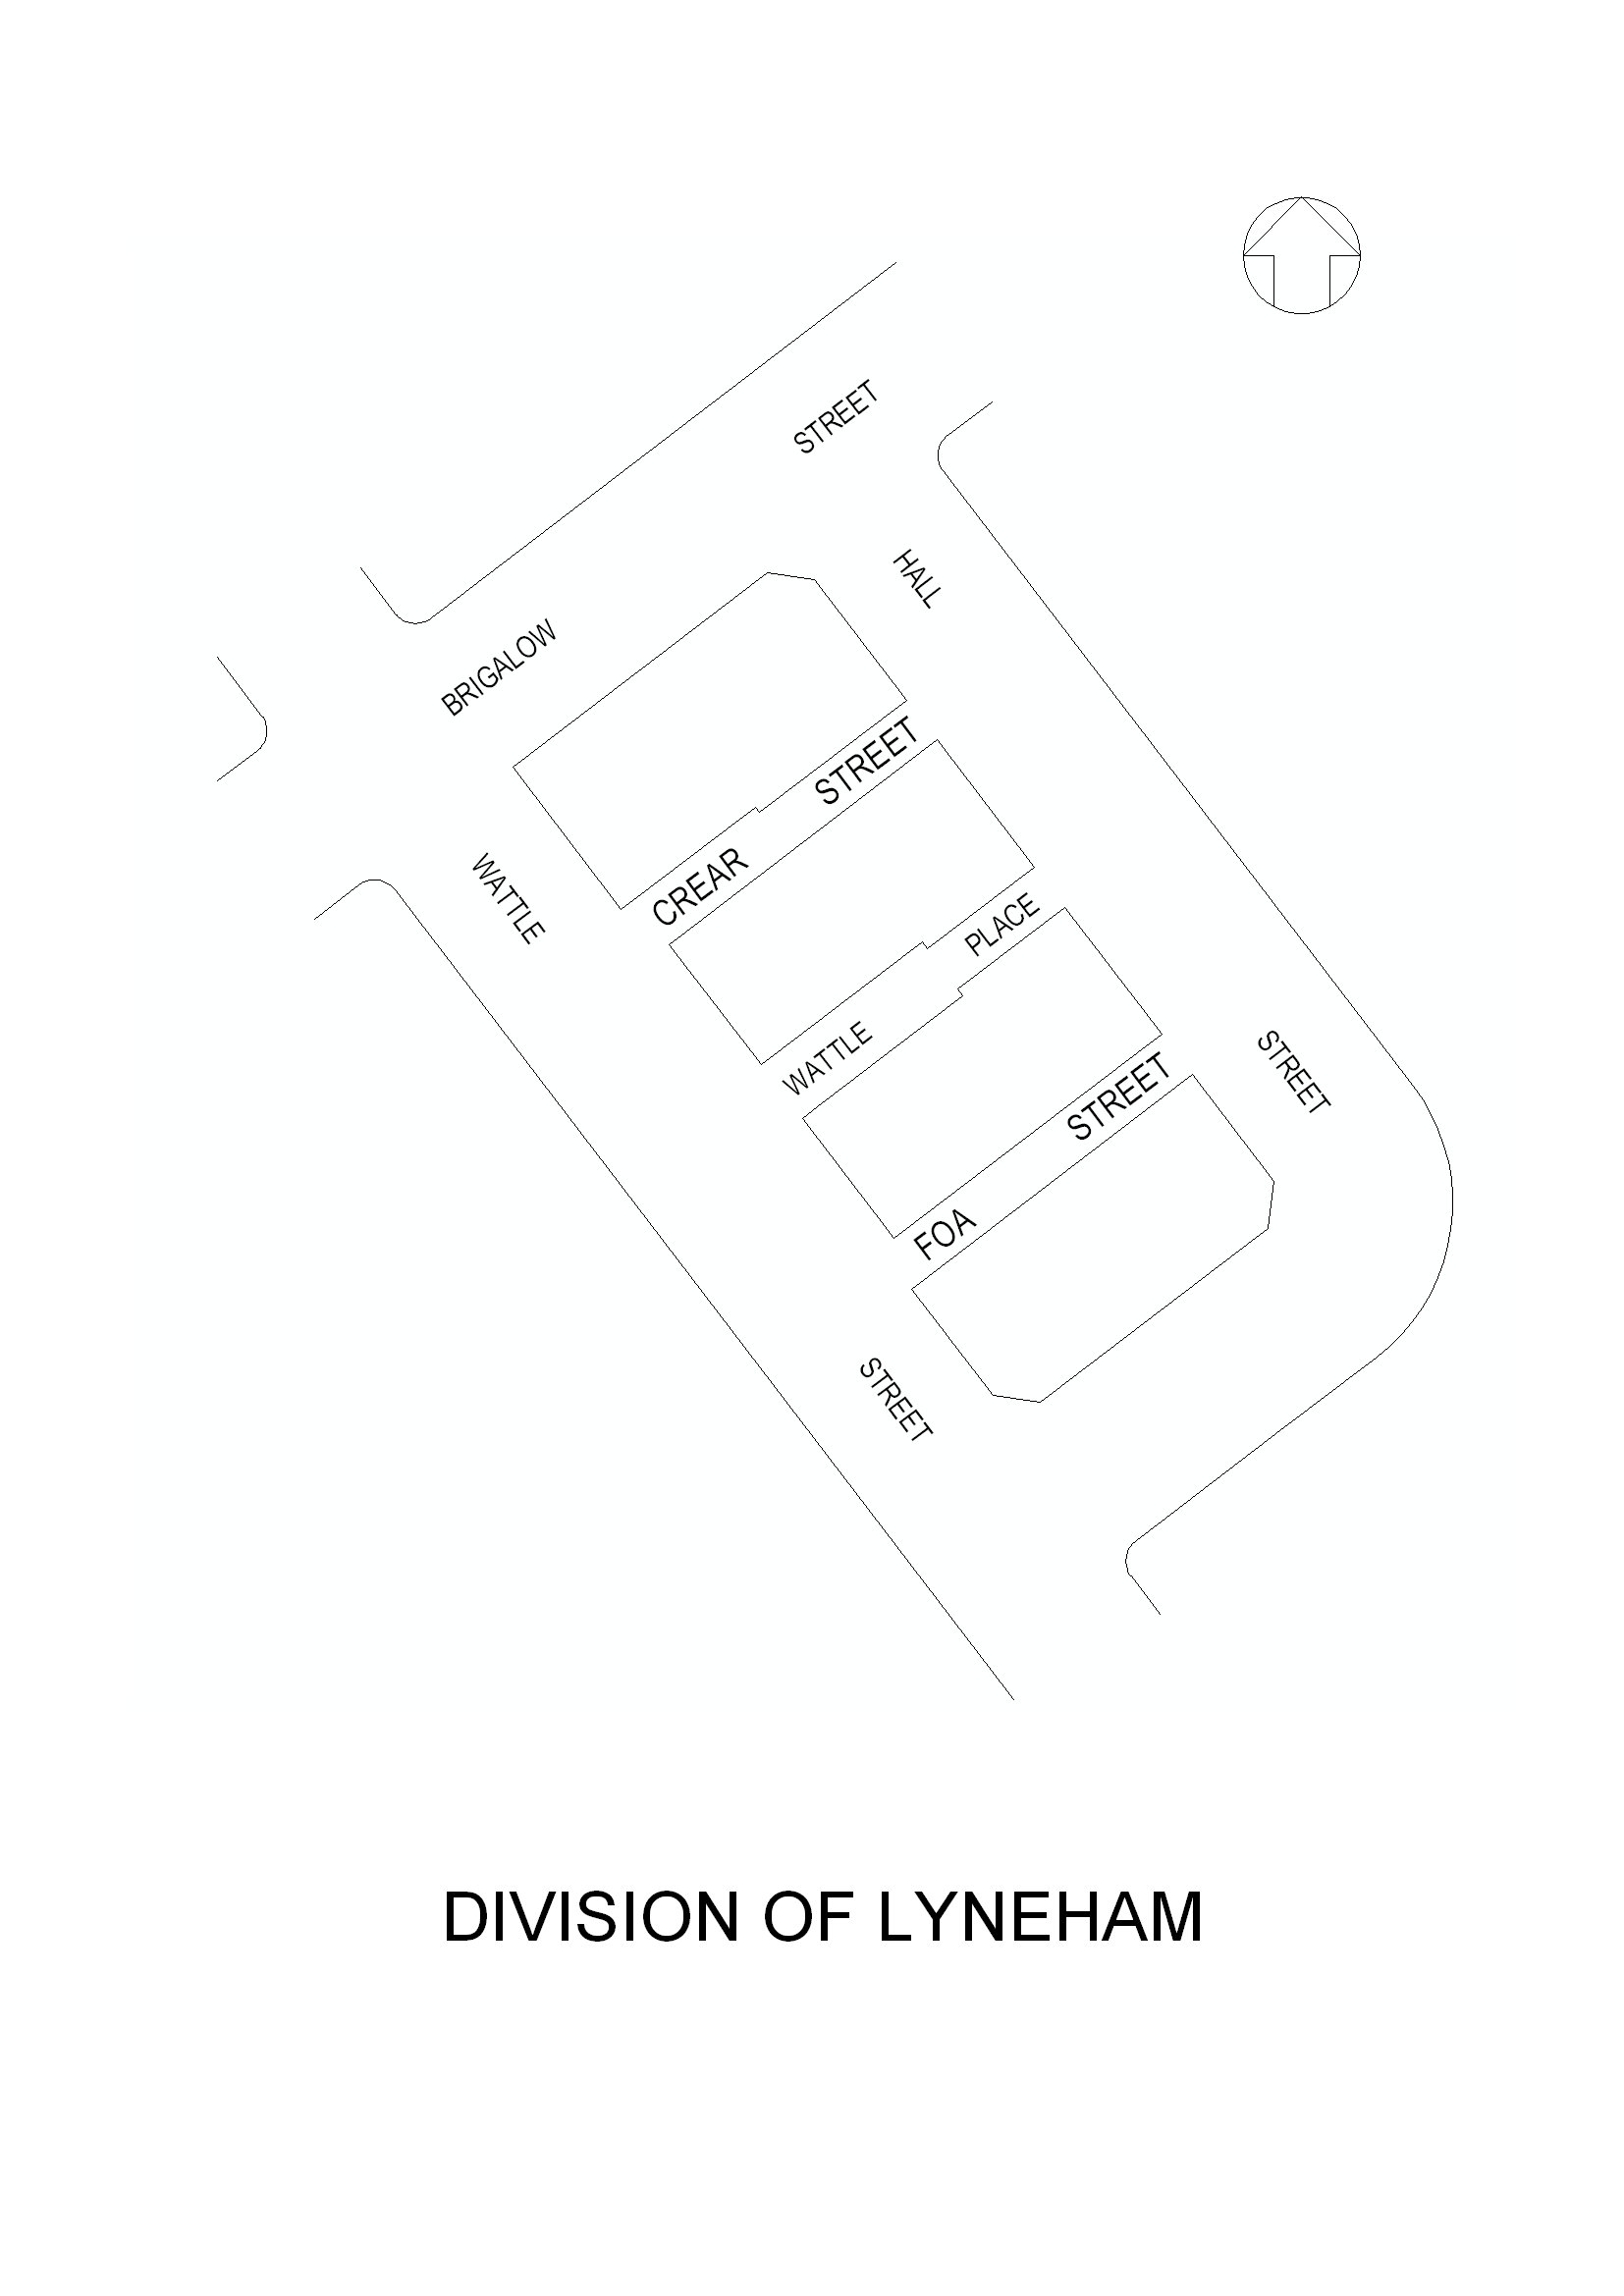 BRIGALOW STREET
HALL STREET
WATTLE STREET
CREAR STREET
WATTLE PLACE
FOA STREET
DIVISION OF LYNEHAM